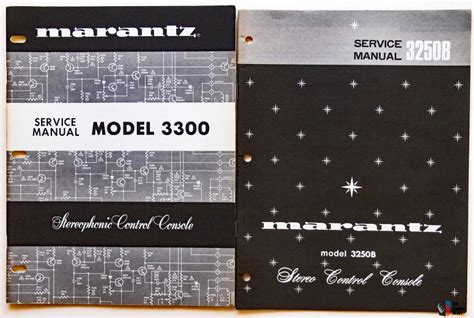 marantz
SERVICE
MANUAL
MODEL 3300
Stereophonic Control Console
SERVICE
MANUAL
3250B
marantz
model 3250B
Stereo Control Console